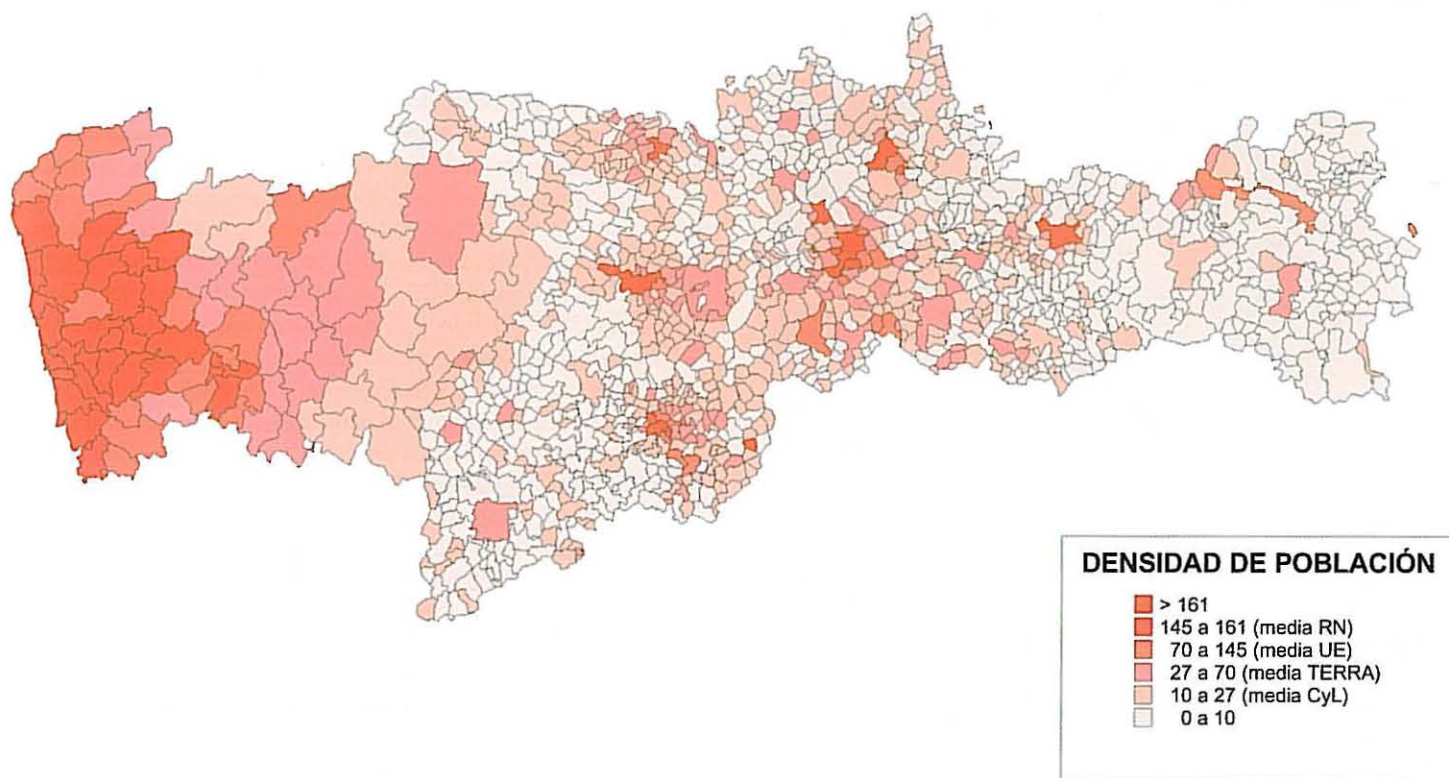 DENSIDAD DE POBLACIÓN
> 161
145 a 161 (media RN)
70 a 145 (media UE)
27 a 70 (media TERRA)
10 a 27 (media CyL)
0 a 10